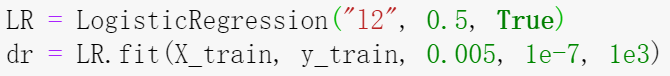 LR = LogisticRegression("l2", 0.5, True)
dr = LR.fit(X_train, y_train, 0.005, 1e-7, 1e3)